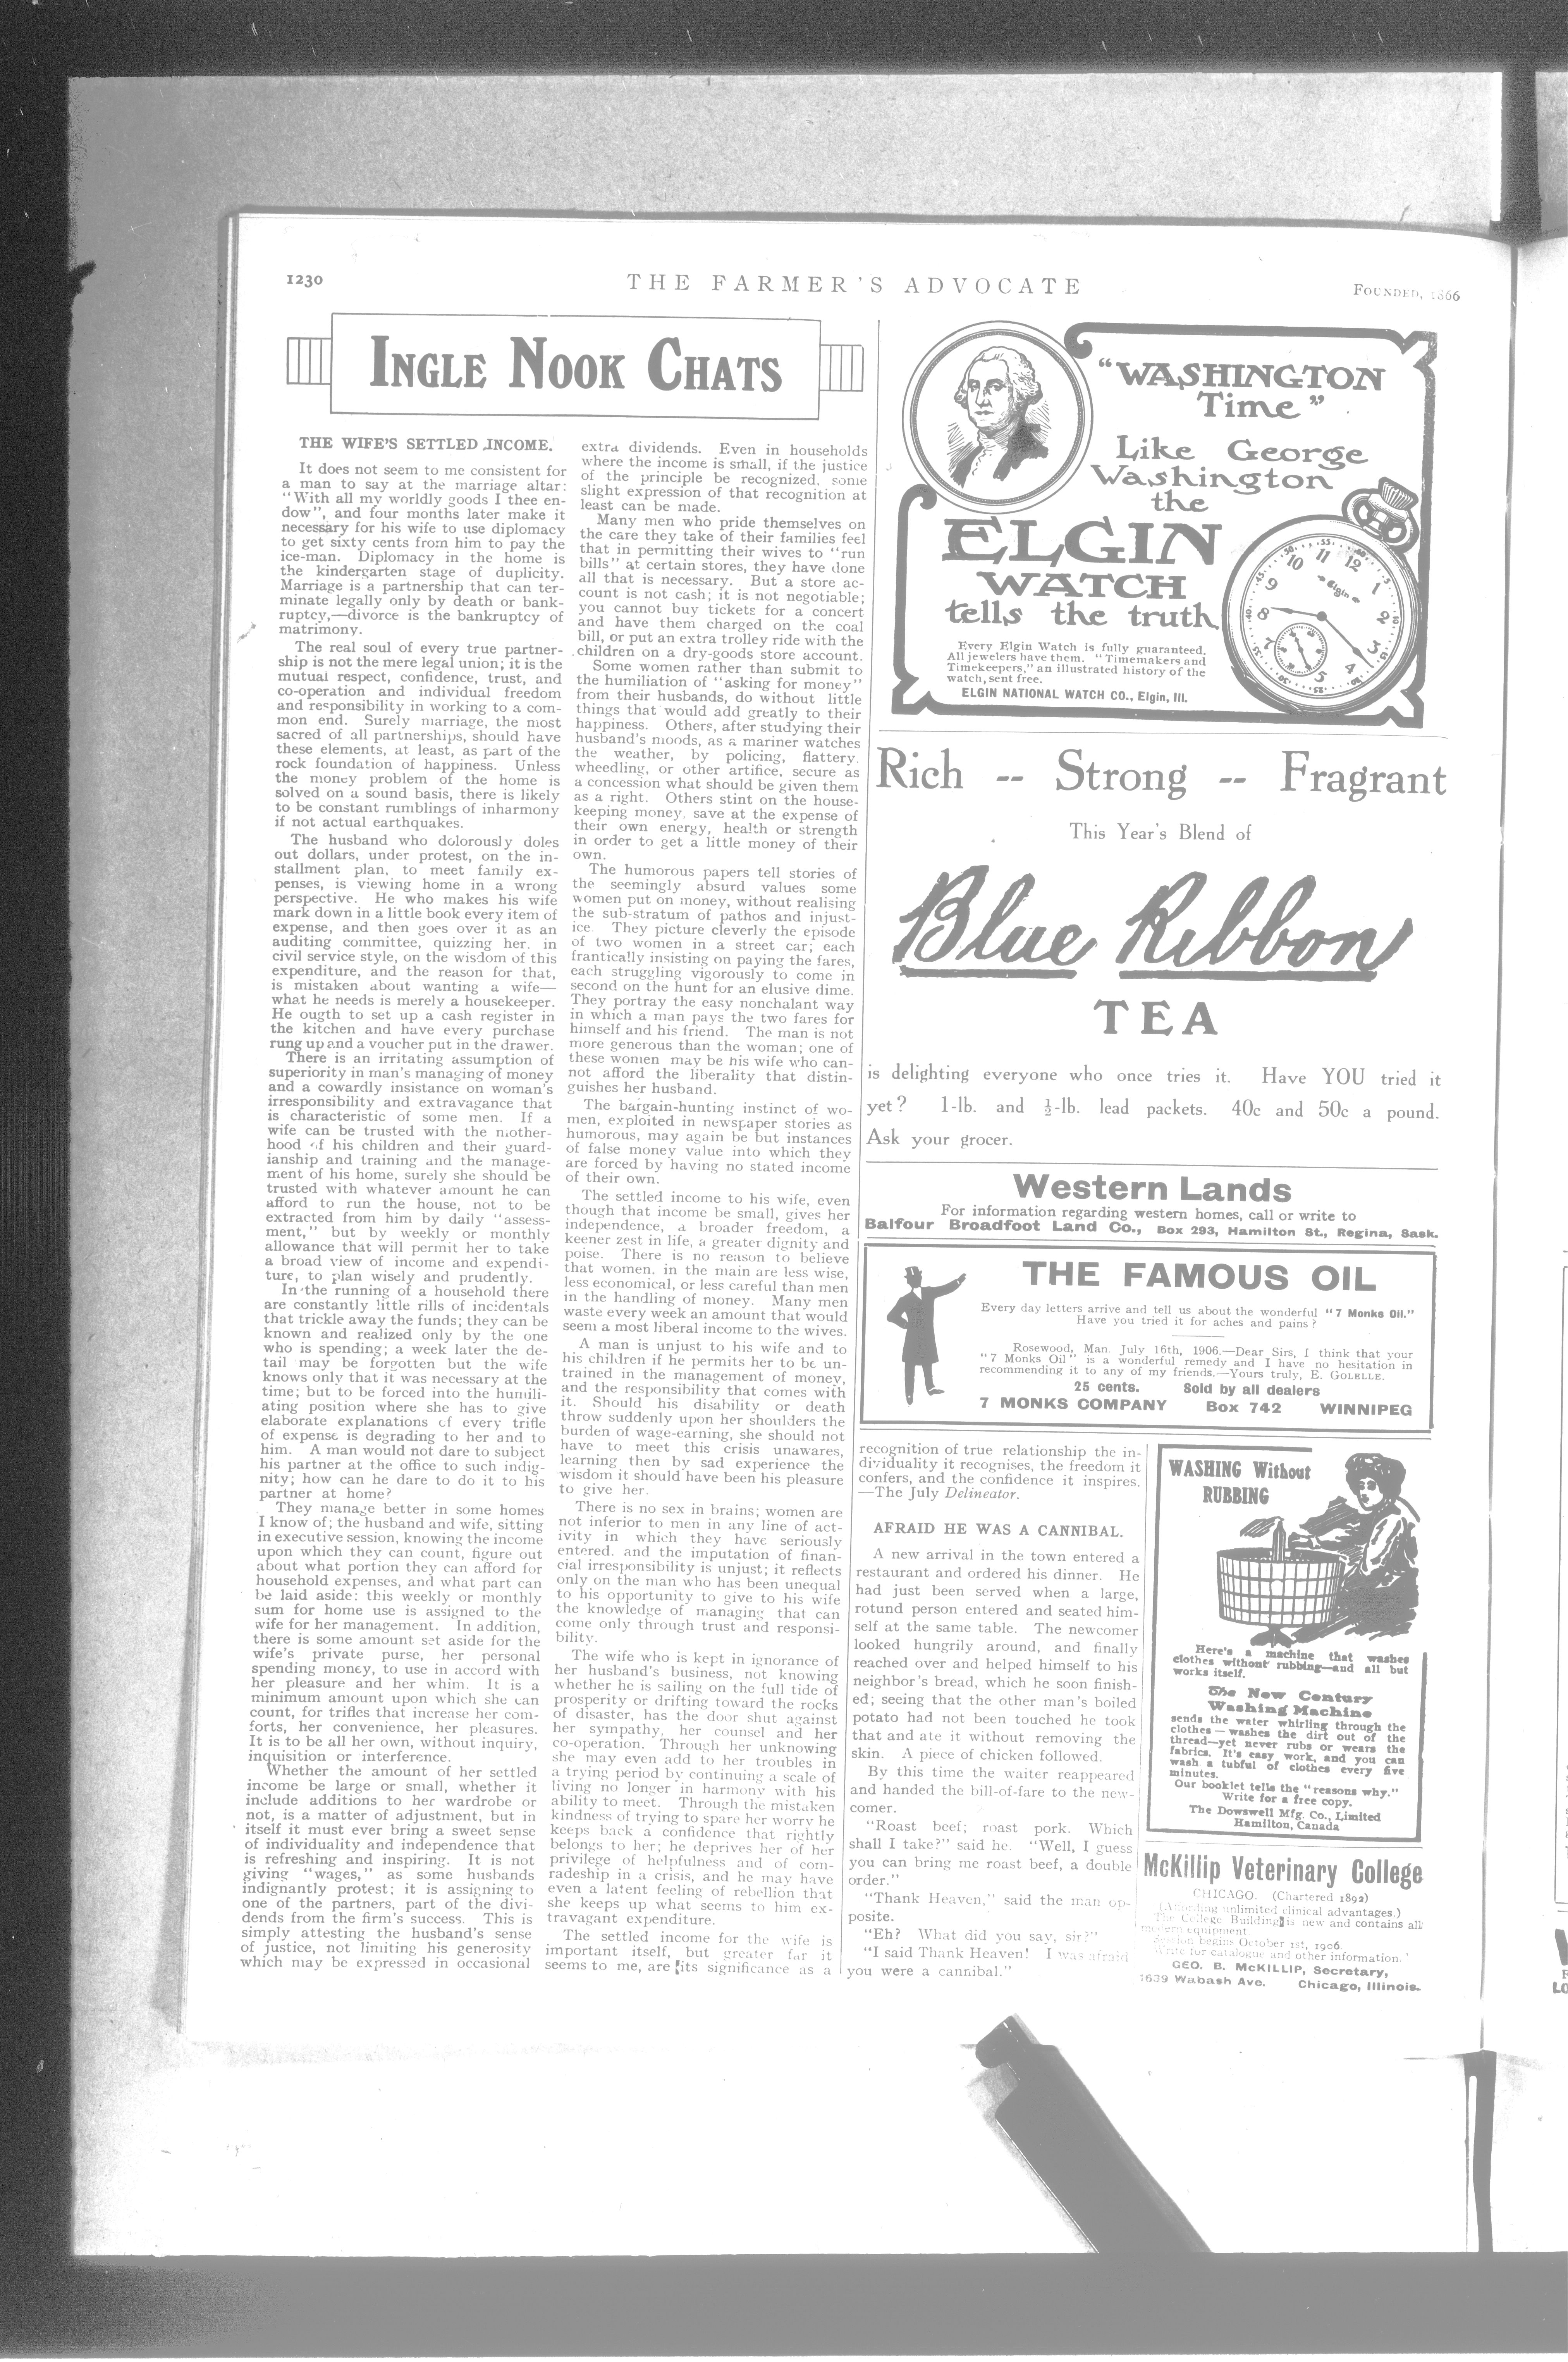 1230
THE FARMER'S ADVOCATE
FOUNDED, 1866
INGLE NOOK CHATS
THE WIFE'S SETTLED INCOME.
It does not seem to me consistent for
a man to say at the marriage altar:
"With all my worldly goods I thee en-
dow", and four months later make it
necessary for his wife to use diplomacy
to get sixty cents from him to pay the
ice-man. Diplomacy in the home is
the kindergarten stage of duplicity.
Marriage is a partnership that can ter-
minate legally only by death or bank-
ruptcy,—divorce is the bankruptcy of
matrimony.
The real soul of every true partner-
ship is not the mere legal union; it is the
mutual respect, confidence, trust, and
co-operation and individual freedom
and responsibility in working to a com-
mon end. Surely marriage, the most
sacred of all partnerships, should have
these elements, at least, as part of the
rock foundation of happiness. Unless
the money problem of the home is
solved on a sound basis, there is likely
to be constant rumblings of inharmony
if not actual earthquakes.
The husband who dolorously doles
out dollars, under protest, on the in-
stallment plan, to meet family ex-
penses, is viewing home in a wrong
perspective. He who makes his wife
mark down in a little book every item of
expense, and then goes over it as an
auditing committee, quizzing her, in
civil service style, on the wisdom of this
expenditure, and the reason for that,
is mistaken about wanting a wife—
what he needs is merely a housekeeper.
He ougth to set up a cash register in
the kitchen and have every purchase
rung up and a voucher put in the drawer.
There is an irritating assumption of
superiority in man's managing of money
and a cowardly insistance on woman's
irresponsibility and extravagance that
is characteristic of some men. If a
wife can be trusted with the mother-
hood of his children and their guard-
ianship and training and the manage-
ment of his home, surely she should be
trusted with whatever amount he can
afford to run the house, not to be
extracted from him by daily "assess-
ment," but by weekly or monthly
allowance that will permit her to take
a broad view of income and expendi-
ture, to plan wisely and prudently.
In the running of a household there
are constantly little rills of incidentals
that trickle away the funds; they can be
known and realized only by the one
who is spending; a week later the de-
tail may be forgotten but the wife
knows only that it was necessary at the
time; but to be forced into the humili-
ating position where she has to give
elaborate explanations of every trifle
of expense is degrading to her and to
him. A man would not dare to subject
his partner at the office to such indig-
nity; how can he dare to do it to his
partner at home?
They manage better in some homes
I know of; the husband and wife, sitting
in executive session, knowing the income
upon which they can count, figure out
about what portion they can afford for
household expenses, and what part can
be laid aside: this weekly or monthly
sum for home use is assigned to the
wife for her management. In addition,
there is some amount set aside for the
wife's private purse, her personal
spending money, to use in accord with
her pleasure and her whim. It is a
minimum amount upon which she can
count, for trifles that increase her com-
forts, her convenience, her pleasures.
It is to be all her own, without inquiry,
inquisition or interference.
Whether the amount of her settled
income be large or small, whether it
include additions to her wardrobe or
not, is a matter of adjustment, but in
itself it must ever bring a sweet sense
of individuality and independence that
is refreshing and inspiring. It is not
giving "wages," as some husbands
indignantly protest; it is assigning to
one of the partners, part of the divi-
dends from the firm's success. This is
simply attesting the husband's sense
of justice, not limiting his generosity
which may be expressed in occasional
extra dividends. Even in households
where the income is small, if the justice
of the principle be recognized, some
slight expression of that recognition at
least can be made.
Many men who pride themselves on
the care they take of their families feel
that in permitting their wives to "run
bills" at certain stores, they have done
all that is necessary. But a store ac-
count is not cash; it is not negotiable;
you cannot buy tickets for a concert
and have them charged on the coal
bill, or put an extra trolley ride with the
children on a dry-goods store account.
Some women rather than submit to
the humiliation of "asking for money"
from their husbands, do without little
things that would add greatly to their
happiness. Others, after studying their
husband's moods, as a mariner watches
the weather, by policing, flattery,
wheedling, or other artifice, secure as
a concession what should be given them
as a right. Others stint on the house-
keeping money, save at the expense of
their own energy, health or strength
in order to get a little money of their
own.
The humorous papers tell stories of
the seemingly absurd values some
women put on money, without realising
the sub-stratum of pathos and injust-
ice. They picture cleverly the episode
of two women in a street car; each
frantically insisting on paying the fares,
each struggling vigorously to come in
second on the hunt for an elusive dime.
They portray the easy nonchalant way
in which a man pays the two fares for
himself and his friend. The man is not
more generous than the woman; one of
these women may be his wife who can-
not afford the liberality that distin-
guishes her husband.
The bargain-hunting instinct of wo-
men, exploited in newspaper stories as
humorous, may again be but instances
of false money value into which they
are forced by having no stated income
of their own.
The settled income to his wife, even
though that income be small, gives her
independence, a broader freedom, a
keener zest in life, a greater dignity and
poise. There is no reason to believe
that women, in the main are less wise,
less economical, or less careful than men
in the handling of money. Many men
waste every week an amount that would
seem a most liberal income to the wives.
A man is unjust to his wife and to
his children if he permits her to be un-
trained in the management of money,
and the responsibility that comes with
it. Should his disability or death
throw suddenly upon her shoulders the
burden of wage-earning, she should not
have to meet this crisis unawares,
learning then by sad experience the
wisdom it should have been his pleasure
to give her.
There is no sex in brains; women are
not inferior to men in any line of act-
ivity in which they have seriously
entered, and the imputation of finan-
cial irresponsibility is unjust; it reflects
only on the man who has been unequal
to his opportunity to give to his wife
the knowledge of managing that can
come only through trust and responsi-
bility.
The wife who is kept in ignorance of
her husband's business, not knowing
whether he is sailing on the full tide of
prosperity or drifting toward the rocks
of disaster, has the door shut against
her sympathy, her counsel and her
co-operation. Through her unknowing
she may even add to her troubles in
a trying period by continuing a scale of
living no longer in harmony with his
ability to meet. Through the mistaken
kindness of trying to spare her worry he
keeps back a confidence that rightly
belongs to her; he deprives her of her
privilege of helpfulness and of com-
radeship in a crisis, and he may have
even a latent feeling of rebellion that
she keeps up what seems to him ex-
travagant expenditure.
The settled income for the wife is
important itself, but greater far it
seems to me, are its significance as a
recognition of true relationship the in-
dividuality it recognises, the freedom it
confers, and the confidence it inspires.
—The July Delineator.
AFRAID HE WAS A CANNIBAL.
A new arrival in the town entered a
restaurant and ordered his dinner. He
had just been served when a large,
rotund person entered and seated him-
self at the same table. The newcomer
looked hungrily around, and finally
reached over and helped himself to his
neighbor's bread, which he soon finish-
ed; seeing that the other man's boiled
potato had not been touched he took
that and ate it without removing the
skin. A piece of chicken followed.
By this time the waiter reappeared
and handed the bill-of-fare to the new-
comer.
"Roast beef; roast pork. Which
shall I take?" said he. "Well, I guess
you can bring me roast beef, a double
order."
"Thank Heaven," said the man op-
posite.
"Eh? What did you say, sir?"
"I said Thank Heaven! I was afraid
you were a cannibal."
"WASHINGTON
Time"
Like George
Washington
the
ELGIN
WATCH
tells the truth
Every Elgin Watch is fully guaranteed.
All jewelers have them. "Timemakers and
Timekeepers," an illustrated history of the
watch, sent free.
ELGIN NATIONAL WATCH CO., Elgin, Ill.
Rich -- Strong -- Fragrant
This Year's Blend of
Blue Ribbon
TEA
is delighting everyone who once tries it. Have YOU tried it
yet? 1-lb. and ½-lb. lead packets. 40c and 50c a pound.
Ask your grocer.
Western Lands
For information regarding western homes, call or write to
Balfour Broadfoot Land Co., Box 293, Hamilton St., Regina, Sask.
THE FAMOUS OIL
Every day letters arrive and tell us about the wonderful "7 Monks Oil."
Have you tried it for aches and pains?
Rosewood, Man. July 16th, 1906.—Dear Sirs, I think that your
"7 Monks Oil" is a wonderful remedy and I have no hesitation in
recommending it to any of my friends.—Yours truly, E. GOLELLE.
25 cents. Sold by all dealers
7 MONKS COMPANY Box 742 WINNIPEG
WASHING Without
RUBBING
Here's a machine that washes
clothes without rubbing—and all but
works itself.
The New Century
Washing Machine
sends the water whirling through the
clothes—washes the dirt out of the
thread—yet never rubs or wears the
fabrics. It's easy work, and you can
wash a tubful of clothes every five
minutes.
Our booklet tells the "reasons why."
Write for a free copy.
The Dowswell Mfg. Co., Limited
Hamilton, Canada
McKillip Veterinary College
CHICAGO. (Chartered 1892)
(Affording unlimited clinical advantages.)
The College Building is new and contains all
modern equipment
Session begins October 1st, 1906.
Write for catalogue and other information.
GEO. B. McKILLIP, Secretary,
1639 Wabash Ave. Chicago, Illinois.